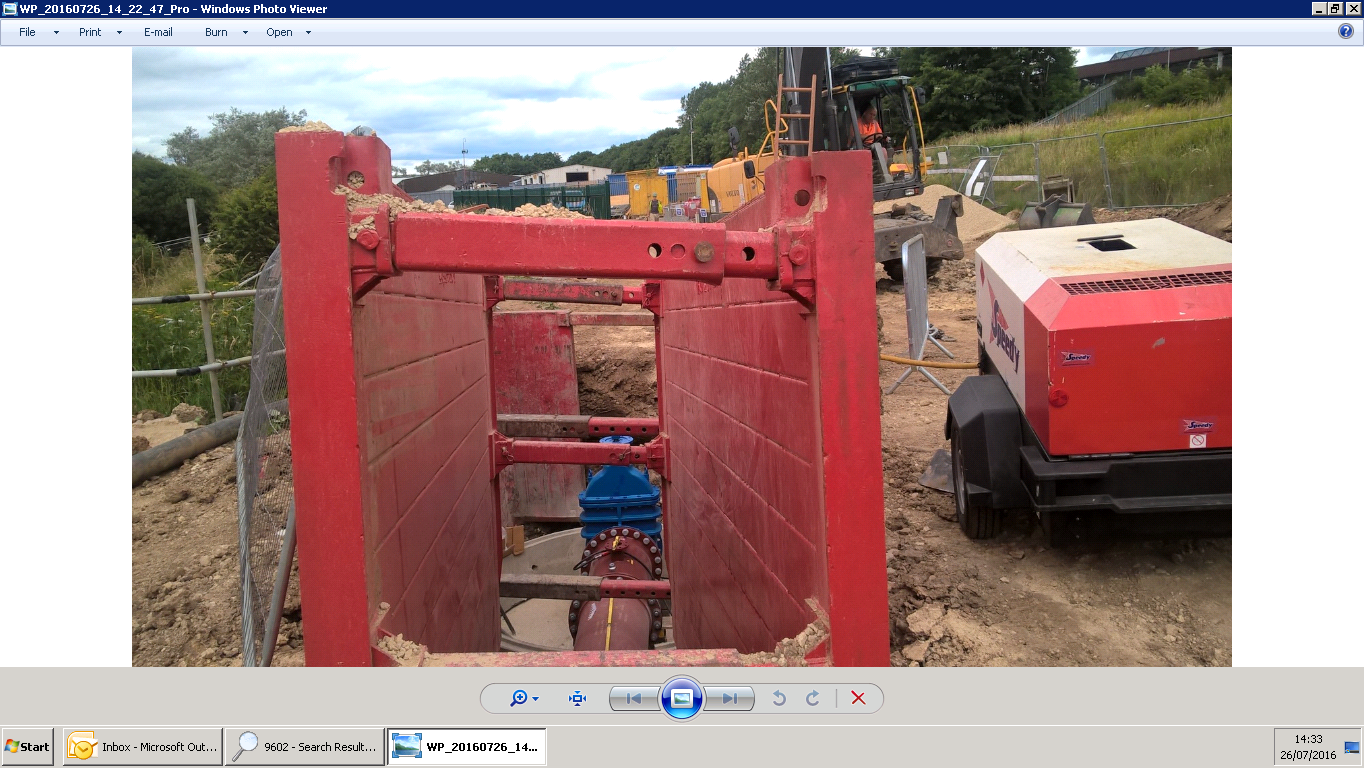 WP_20160726_14_22_47_Pro - Windows Photo Viewer
File Print E-mail Burn Open
Speedy
Speedy
Speedy
Start
Inbox - Microsoft Out...
9602 - Search Result...
WP_20160726_14...
14:33
26/07/2016